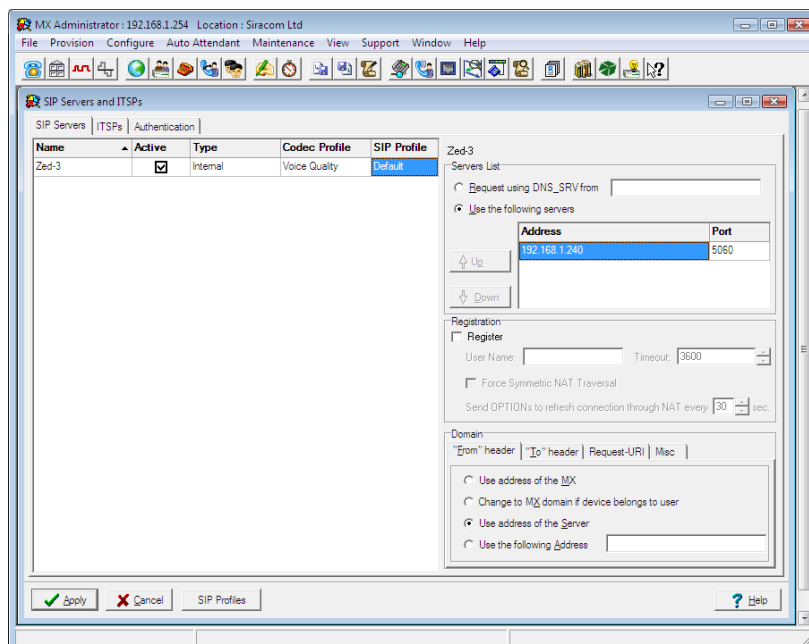 MX Administrator : 192.168.1.254 Location : Siracom Ltd
File Provision Configure Auto Attendant Maintenance View Support Window Help
SIP Servers and ITSPs
SIP Servers ITSPs Authentication
Name Active Type Codec Profile SIP Profile
Zed-3 Internal Voice Quality Default
Zed-3
Servers List
Request using DNS_SRV from
Use the following servers
Address Port
192.168.1.240 5060
Up
Down
Registration
Register
User Name: Timeout: 3600
Force Symmetric NAT Traversal
Send OPTIONs to refresh connection through NAT every 30 sec.
Domain
"From" header "To" header Request-URI Misc
Use address of the MX
Change to MX domain if device belongs to user
Use address of the Server
Use the following Address
Apply Cancel SIP Profiles Help